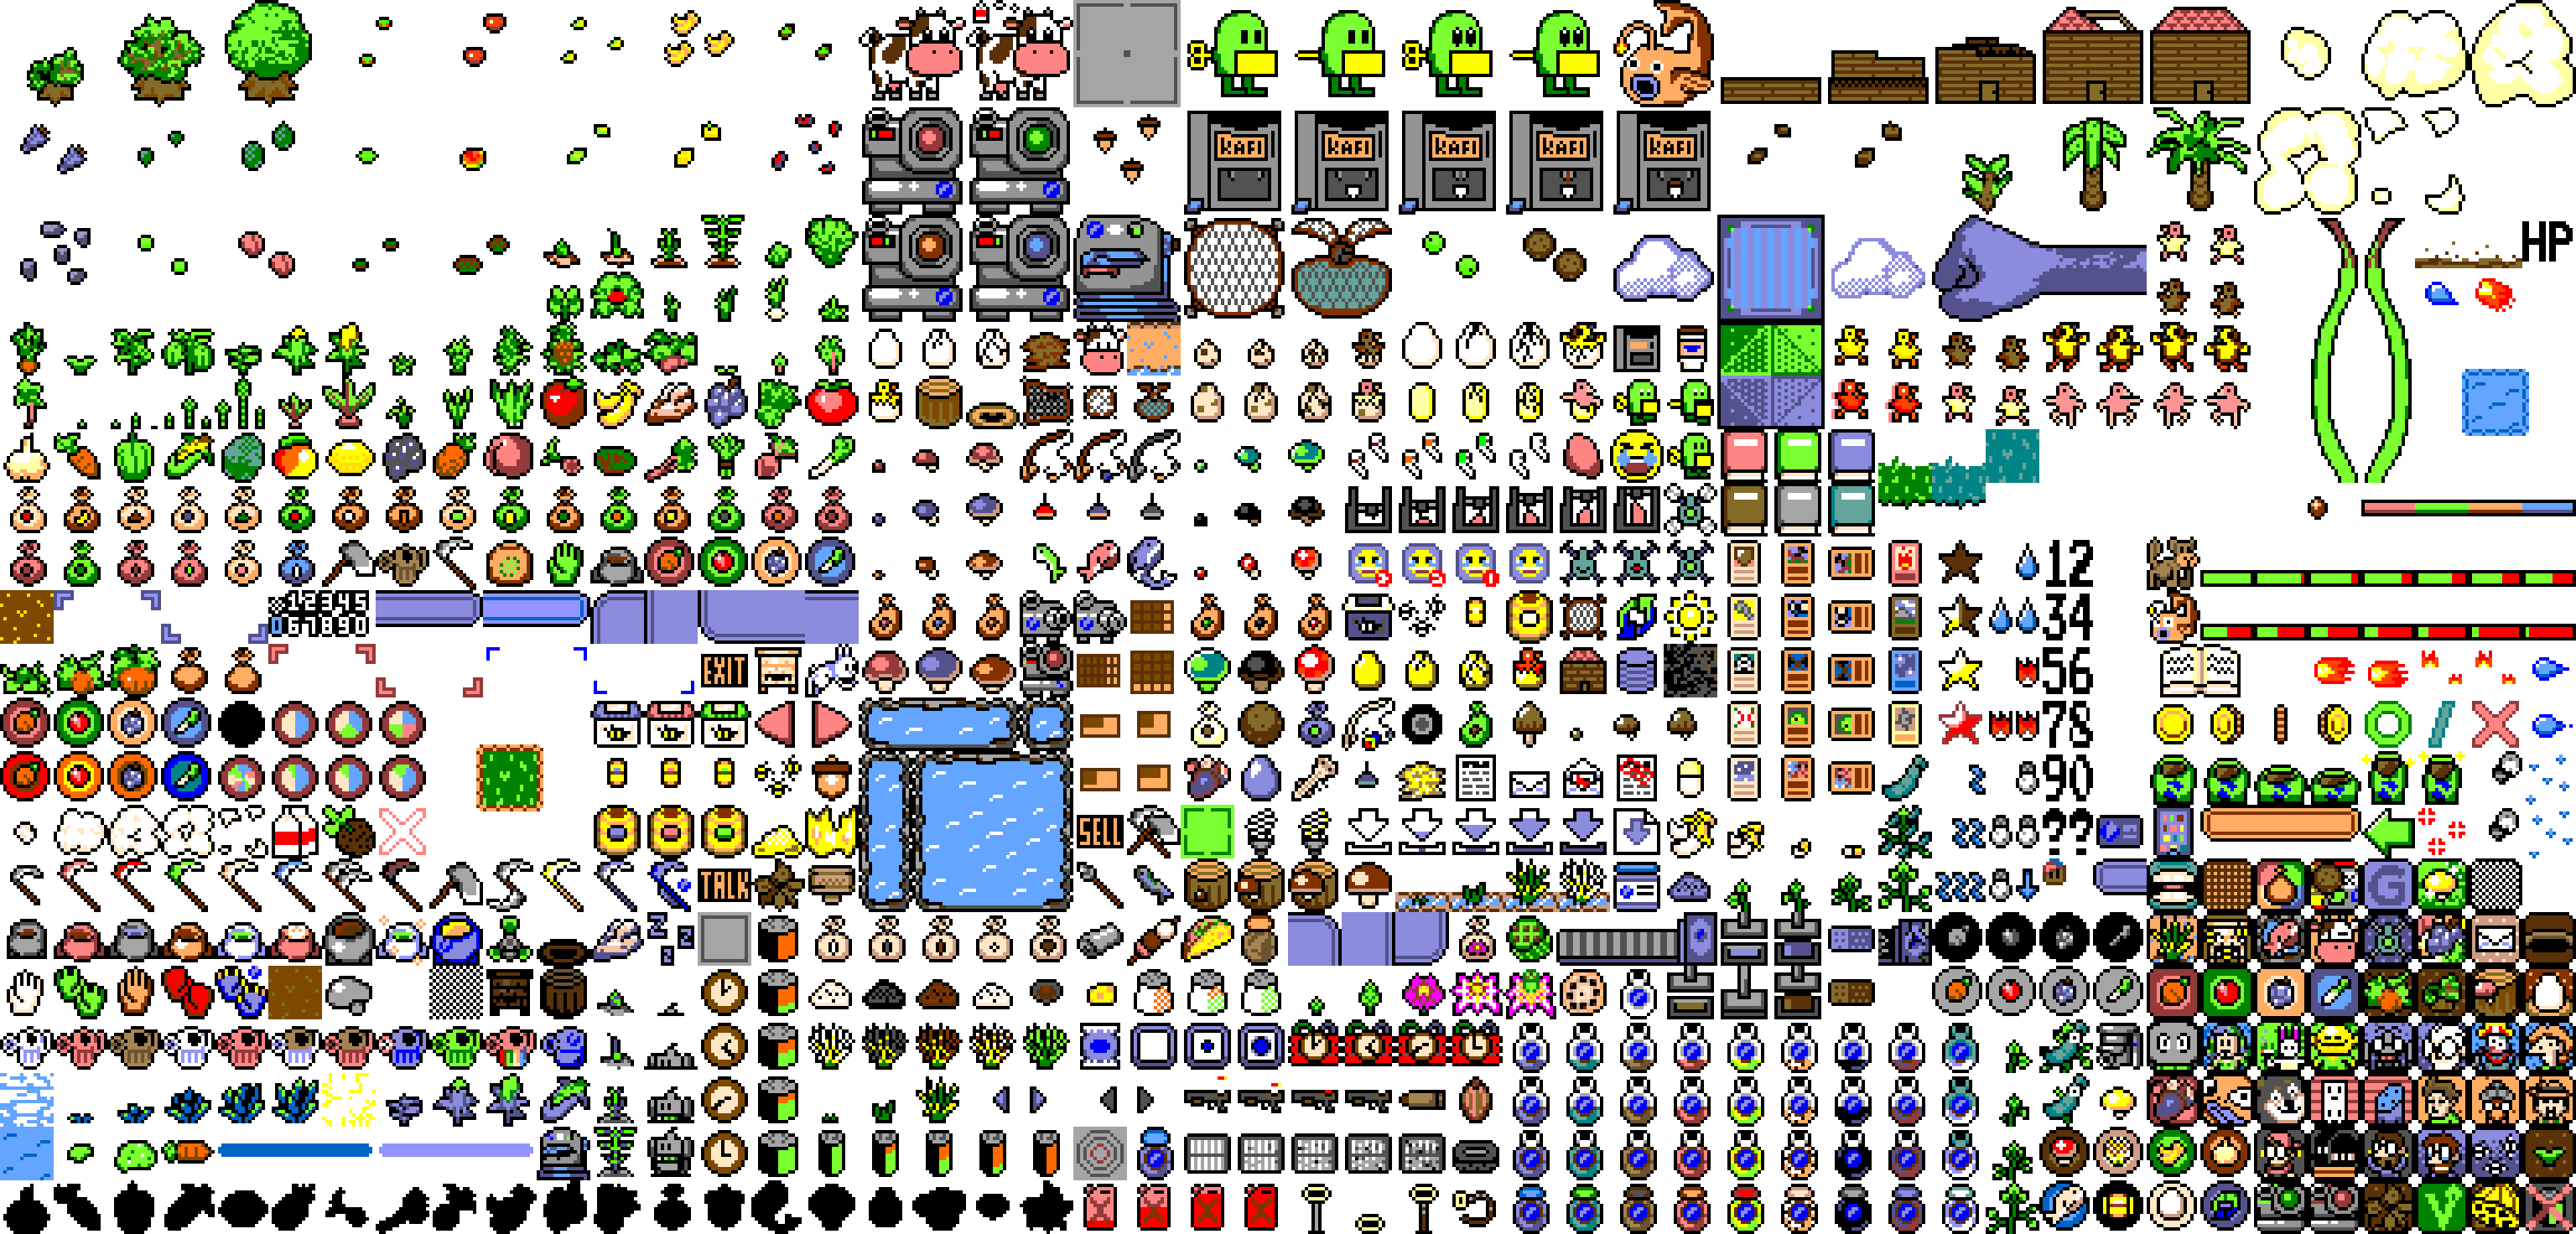 KAFI KAFI KAFI KAFI KAFI
HP
12
12345
67890
34
EXIT
56
78
90
SELL
??
TALK
G
V